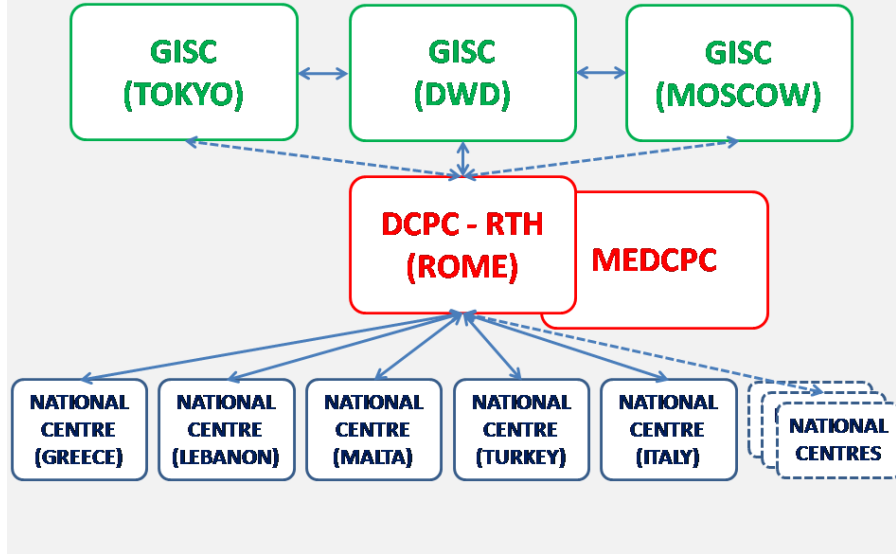 GISC
(TOKYO)
GISC
(DWD)
GISC
(MOSCOW)
DCPC - RTH
(ROME)
MEDCPC
NATIONAL
CENTRE
(GREECE)
NATIONAL
CENTRE
(LEBANON)
NATIONAL
CENTRE
(MALTA)
NATIONAL
CENTRE
(TURKEY)
NATIONAL
CENTRE
(ITALY)
NATIONAL
CENTRES